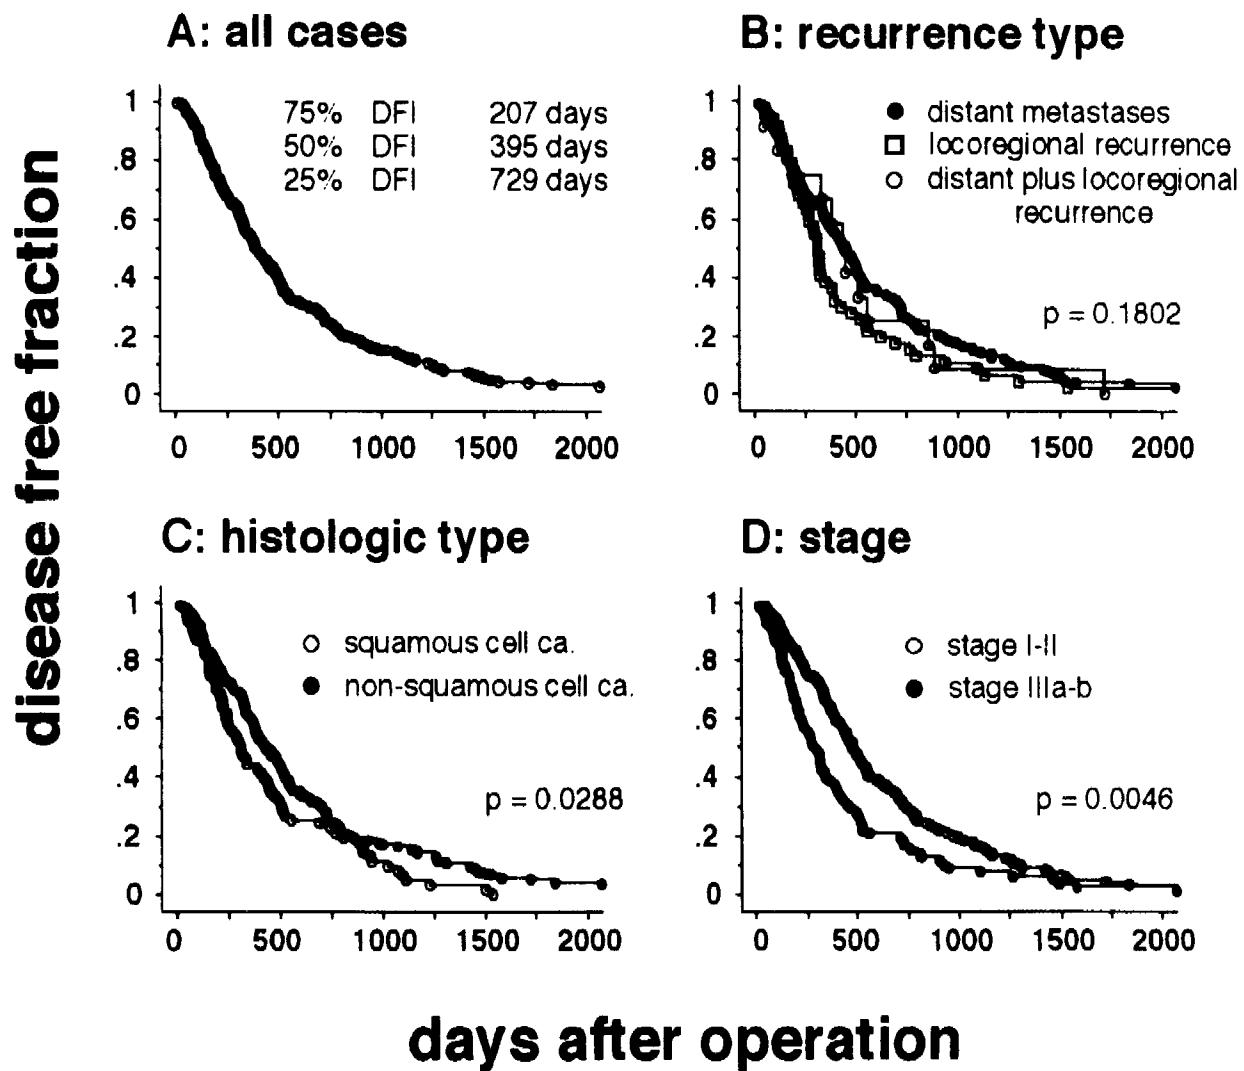 A: all cases
75% DFI 207 days
50% DFI 395 days
25% DFI 729 days
1
.8
.6
.4
.2
0
0 500 1000 1500 2000
B: recurrence type
distant metastases
locoregional recurrence
distant plus locoregional
recurrence
p = 0.1802
1
.8
.6
.4
.2
0
0 500 1000 1500 2000
C: histologic type
squamous cell ca.
non-squamous cell ca.
p = 0.0288
1
.8
.6
.4
.2
0
0 500 1000 1500 2000
D: stage
stage I-II
stage IIIa-b
p = 0.0046
1
.8
.6
.4
.2
0
0 500 1000 1500 2000
disease free fraction
days after operation